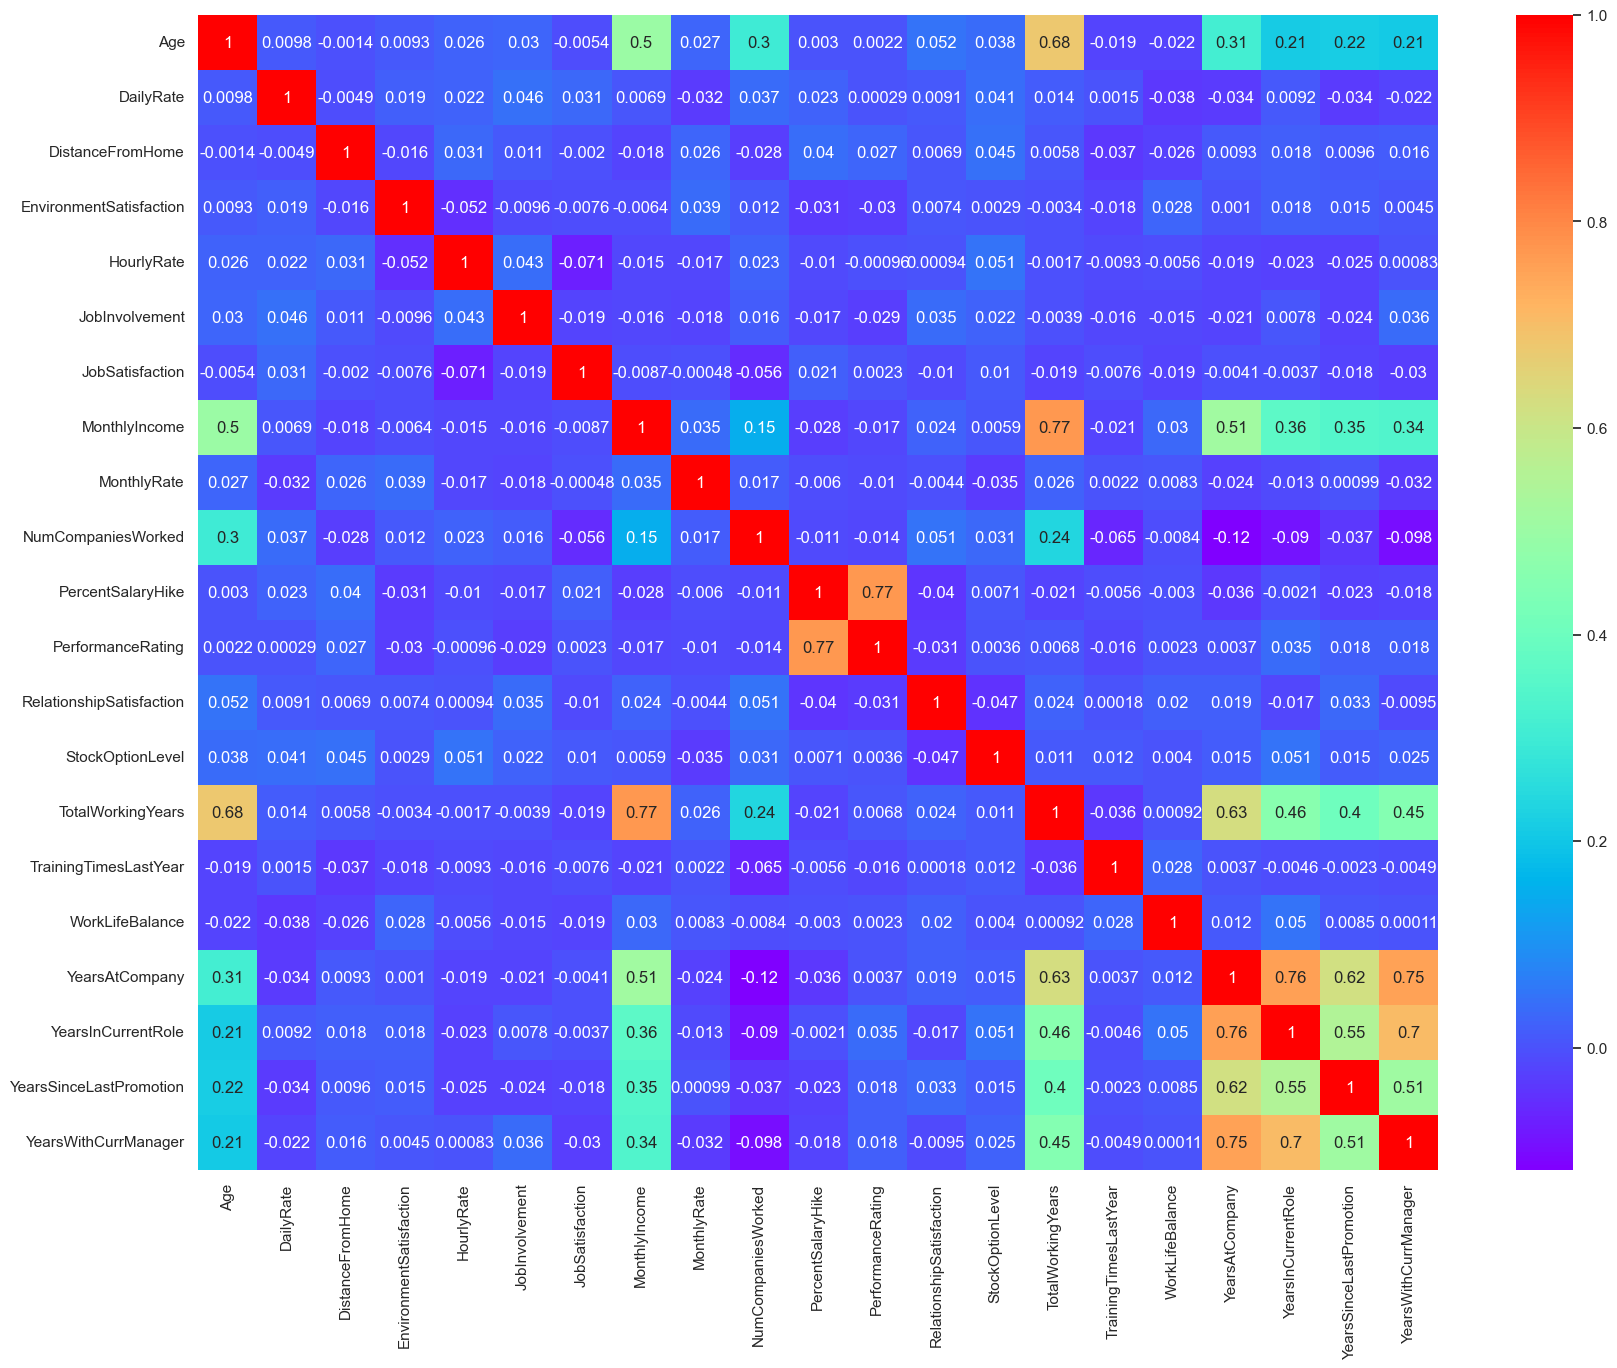 Age 1 0.0098 -0.0014 0.0093 0.026 0.03 -0.0054 0.5 0.027 0.3 0.003 0.0022 0.052 0.038 0.68 -0.019 -0.022 0.31 0.21 0.22 0.21
DailyRate 0.0098 1 -0.0049 0.019 0.022 0.046 0.031 0.0069 -0.032 0.037 0.023 0.00029 0.0091 0.041 0.014 0.0015 -0.038 -0.034 0.0092 -0.034 -0.022
DistanceFromHome -0.0014 -0.0049 1 -0.016 0.031 0.011 -0.002 -0.018 0.026 -0.028 0.04 0.027 0.0069 0.045 0.0058 -0.037 -0.026 0.0093 0.018 0.0096 0.016
EnvironmentSatisfaction 0.0093 0.019 -0.016 1 -0.052 -0.0096 -0.0076 -0.0064 0.039 0.012 -0.031 -0.03 0.0074 0.0029 -0.0034 -0.018 0.028 0.001 0.018 0.015 0.0045
HourlyRate 0.026 0.022 0.031 -0.052 1 0.043 -0.071 -0.015 -0.017 0.023 -0.01 -0.00096 0.00094 0.051 -0.0017 -0.0093 -0.0056 -0.019 -0.023 -0.025 0.00083
JobInvolvement 0.03 0.046 0.011 -0.0096 0.043 1 -0.019 -0.016 -0.018 0.016 -0.017 -0.029 0.035 0.022 -0.0039 -0.016 -0.015 -0.021 0.0078 -0.024 0.036
JobSatisfaction -0.0054 0.031 -0.002 -0.0076 -0.071 -0.019 1 -0.0087 -0.00048 -0.056 0.021 0.0023 -0.01 0.01 -0.019 -0.0076 -0.019 -0.0041 -0.0037 -0.018 -0.03
MonthlyIncome 0.5 0.0069 -0.018 -0.0064 -0.015 -0.016 -0.0087 1 0.035 0.15 -0.028 -0.017 0.024 0.0059 0.77 -0.021 0.03 0.51 0.36 0.35 0.34
MonthlyRate 0.027 -0.032 0.026 0.039 -0.017 -0.018 -0.00048 0.035 1 0.017 -0.006 -0.01 -0.0044 -0.035 0.026 0.0022 0.0083 -0.024 -0.013 0.00099 -0.032
NumCompaniesWorked 0.3 0.037 -0.028 0.012 0.023 0.016 -0.056 0.15 0.017 1 -0.011 -0.014 0.051 0.031 0.24 -0.065 -0.0084 -0.12 -0.09 -0.037 -0.098
PercentSalaryHike 0.003 0.023 0.04 -0.031 -0.01 -0.017 0.021 -0.028 -0.006 -0.011 1 0.77 -0.04 0.0071 -0.021 -0.0056 -0.003 -0.036 -0.0021 -0.023 -0.018
PerformanceRating 0.0022 0.00029 0.027 -0.03 -0.00096 -0.029 0.0023 -0.017 -0.01 -0.014 0.77 1 -0.031 0.0036 0.0068 -0.016 0.0023 0.0037 0.035 0.018 0.018
RelationshipSatisfaction 0.052 0.0091 0.0069 0.0074 0.00094 0.035 -0.01 0.024 -0.0044 0.051 -0.04 -0.031 1 -0.047 0.024 0.00018 0.02 0.019 -0.017 0.033 -0.0095
StockOptionLevel 0.038 0.041 0.045 0.0029 0.051 0.022 0.01 0.0059 -0.035 0.031 0.0071 0.0036 -0.047 1 0.011 0.012 0.004 0.015 0.051 0.015 0.025
TotalWorkingYears 0.68 0.014 0.0058 -0.0034 -0.0017 -0.0039 -0.019 0.77 0.026 0.24 -0.021 0.0068 0.024 0.011 1 -0.036 0.00092 0.63 0.46 0.4 0.45
TrainingTimesLastYear -0.019 0.0015 -0.037 -0.018 -0.0093 -0.016 -0.0076 -0.021 0.0022 -0.065 -0.0056 -0.016 0.00018 0.012 -0.036 1 0.028 0.0037 -0.0046 -0.0023 -0.0049
WorkLifeBalance -0.022 -0.038 -0.026 0.028 -0.0056 -0.015 -0.019 0.03 0.0083 -0.0084 -0.003 0.0023 0.02 0.004 0.00092 0.028 1 0.012 0.05 0.0085 0.00011
YearsAtCompany 0.31 -0.034 0.0093 0.001 -0.019 -0.021 -0.0041 0.51 -0.024 -0.12 -0.036 0.0037 0.019 0.015 0.63 0.0037 0.012 1 0.76 0.62 0.75
YearsInCurrentRole 0.21 0.0092 0.018 0.018 -0.023 0.0078 -0.0037 0.36 -0.013 -0.09 -0.0021 0.035 -0.017 0.051 0.46 -0.0046 0.05 0.76 1 0.55 0.7
YearsSinceLastPromotion 0.22 -0.034 0.0096 0.015 -0.025 -0.024 -0.018 0.35 0.00099 -0.037 -0.023 0.018 0.033 0.015 0.4 -0.0023 0.0085 0.62 0.55 1 0.51
YearsWithCurrManager 0.21 -0.022 0.016 0.0045 0.00083 0.036 -0.03 0.34 -0.032 -0.098 -0.018 0.018 -0.0095 0.025 0.45 -0.0049 0.00011 0.75 0.7 0.51 1
Age
DailyRate
DistanceFromHome
EnvironmentSatisfaction
HourlyRate
JobInvolvement
JobSatisfaction
MonthlyIncome
MonthlyRate
NumCompaniesWorked
PercentSalaryHike
PerformanceRating
RelationshipSatisfaction
StockOptionLevel
TotalWorkingYears
TrainingTimesLastYear
WorkLifeBalance
YearsAtCompany
YearsInCurrentRole
YearsSinceLastPromotion
YearsWithCurrManager
1.0
0.8
0.6
0.4
0.2
0.0